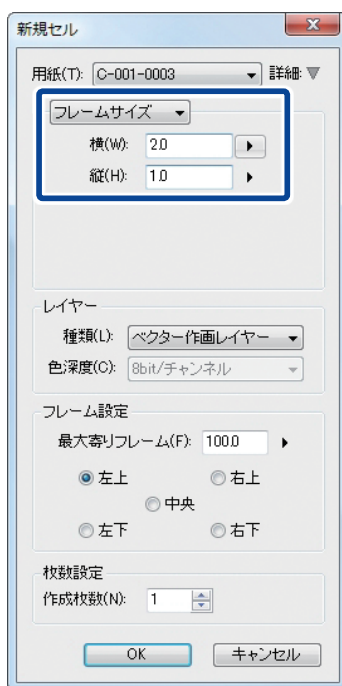 新規セル
用紙(T): C-001-0003 詳細:
フレームサイズ
横(W): 2.0
縦(H): 1.0
レイヤー
種類(L): ベクター作画レイヤー
色深度(C): 8bit/チャンネル
フレーム設定
最大寄りフレーム(F): 100.0
左上 右上
中央
左下 右下
枚数設定
作成枚数(N): 1
OK キャンセル